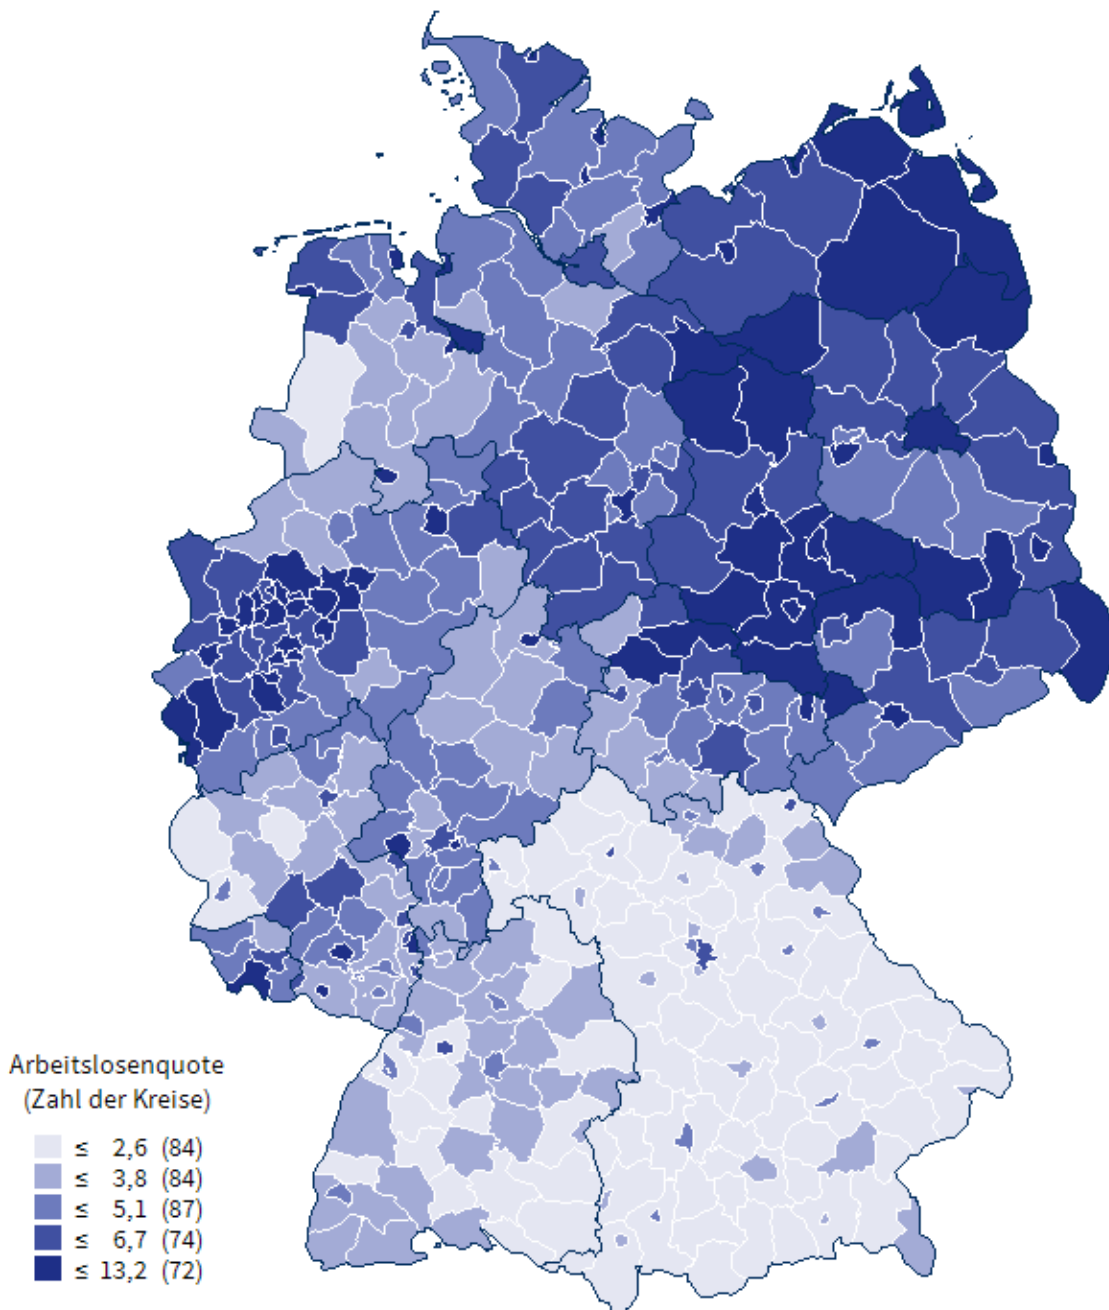 Arbeitslosenquote
(Zahl der Kreise)
≤ 2,6 (84)
≤ 3,8 (84)
≤ 5,1 (87)
≤ 6,7 (74)
≤ 13,2 (72)